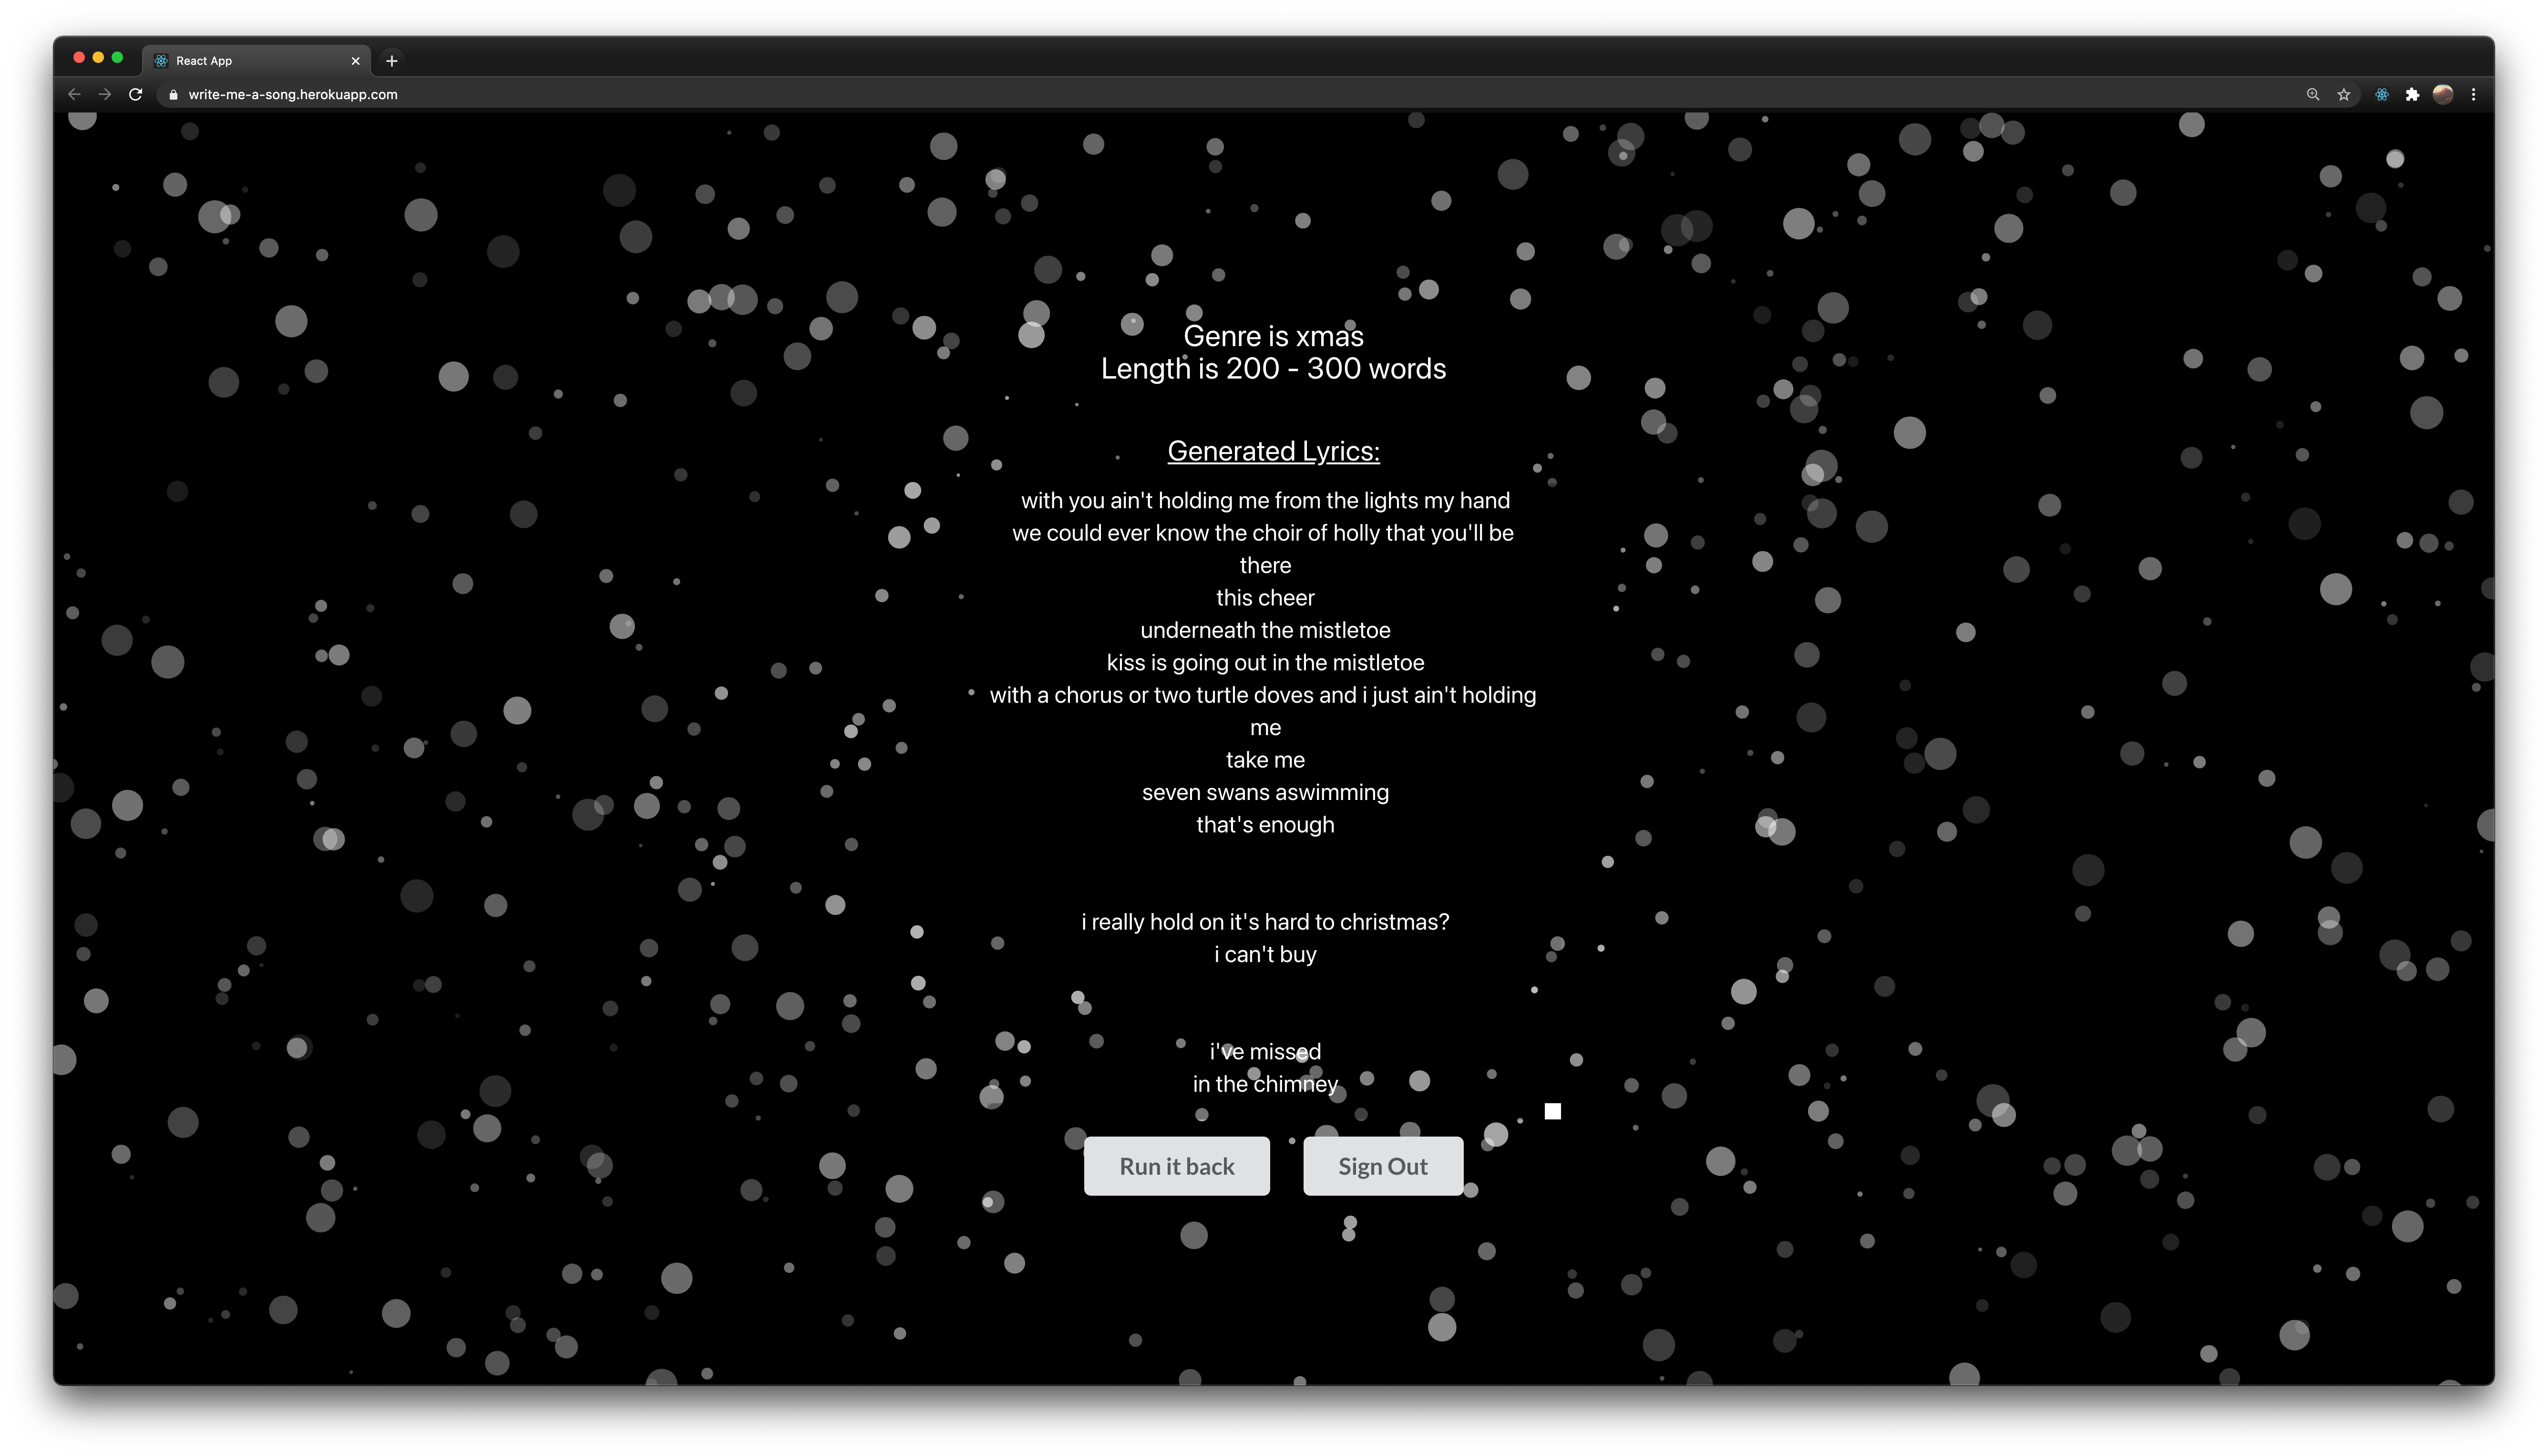 React App
write-me-a-song.herokuapp.com
Genre is xmas
Length is 200 - 300 words
Generated Lyrics:
with you ain't holding me from the lights my hand
we could ever know the choir of holly that you'll be
there
this cheer
underneath the mistletoe
kiss is going out in the mistletoe
with a chorus or two turtle doves and i just ain't holding
me
take me
seven swans aswimming
that's enough
i really hold on it's hard to christmas?
i can't buy
i've missed
in the chimney
Run it back
Sign Out